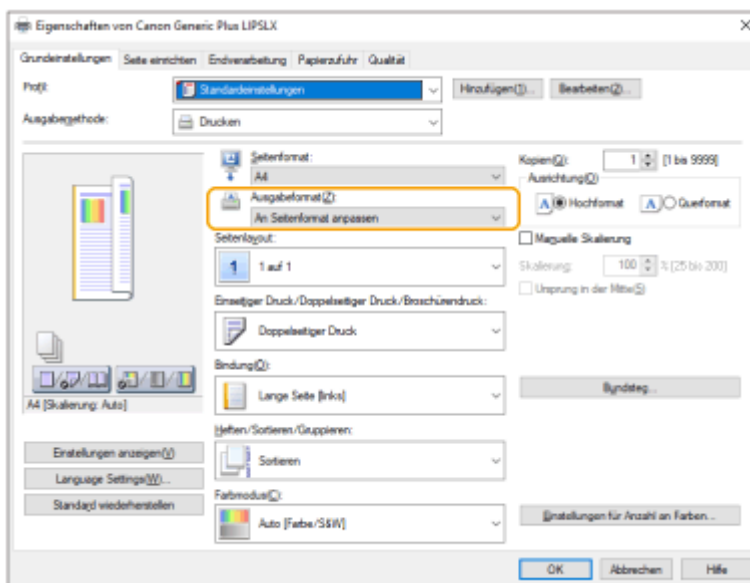 Eigenschaften von Canon Generic Plus LIPSLX
Grundeinstellungen Seite einrichten Endverarbeitung Papierzufuhr Qualität
Profil: Standardeinstellungen Hinzufügen(1)... Bearbeiten(2)...
Ausgabemethode: Drucken
Seitenformat: Kopien(Q): 1 [1 bis 9999]
A4 Ausrichtung(O)
Ausgabeformat(Z): A Hochformat A Querformat
An Seitenformat anpassen
Seitenlayout: Manuelle Skalierung
1 1 auf 1 Skalierung: 100 % [25 bis 200]
Ursprung in der Mitte(S)
Einseitiger Druck/Doppelseitiger Druck/Broschürendruck:
Doppelseitiger Druck
Bindung(Q):
Lange Seite [links] Bundsteg...
A4 [Skalierung: Auto]
Heften/Sortieren/Gruppieren:
Einstellungen anzeigen(V) Sortieren
Language Settings(W)...
Standard wiederherstellen
Farbmodus(C):
Auto [Farbe/S&W] Einstellungen für Anzahl an Farben...
OK Abbrechen Hilfe